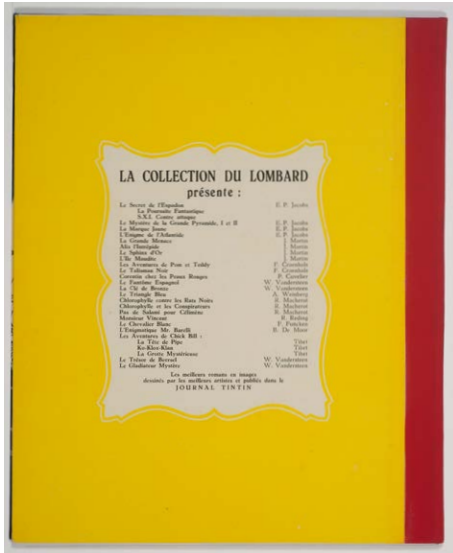 LA COLLECTION DU LOMBARD
présente :
Le Secret de l'Espadon E. P. Jacobs
La Poursuite Fantastique
S.X.I. Contre attaque
Le Mystère de la Grande Pyramide, I et II E. P. Jacobs
La Marque Jaune E. P. Jacobs
L'Enigme de l'Atlantide E. P. Jacobs
La Grande Menace J. Martin
Alix l'Intrépide J. Martin
Le Sphinx d'Or J. Martin
L'Ile Maudite J. Martin
Les Aventures de Pom et Teddy F. Craenhals
Le Talisman Noir F. Craenhals
Corentin chez les Peaux Rouges P. Cuvelier
Le Fantôme Espagnol W. Vandersteen
La Clé de Bronze W. Vandersteen
Le Triangle Bleu A. Weinberg
Chlorophylle contre les Rats Noirs R. Macherot
Chlorophylle et les Conspirateurs R. Macherot
Pas de Salami pour Célimène R. Macherot
Monsieur Vincent R. Reding
Le Chevalier Blanc F. Funcken
L'Enigmatique Mr. Barelli B. De Moor
Les Aventures de Chick Bill :
La Tête de Pipe Tibet
Ke-Klox-Klan Tibet
La Grotte Mystérieuse Tibet
Le Trésor de Beersel W. Vandersteen
Le Gladiateur Mystère W. Vandersteen
Les meilleurs romans en images
dessinés par les meilleurs artistes et publiés dans le
JOURNAL TINTIN